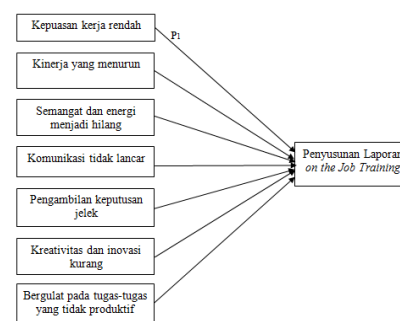 Kepuasan kerja rendah
P1
Kinerja yang menurun
Semangat dan energi
menjadi hilang
Komunikasi tidak lancar
Penyusunan Laporan
on the Job Training
Pengambilan keputusan
jelek
Kreativitas dan inovasi
kurang
Bergulat pada tugas-tugas
yang tidak produktif